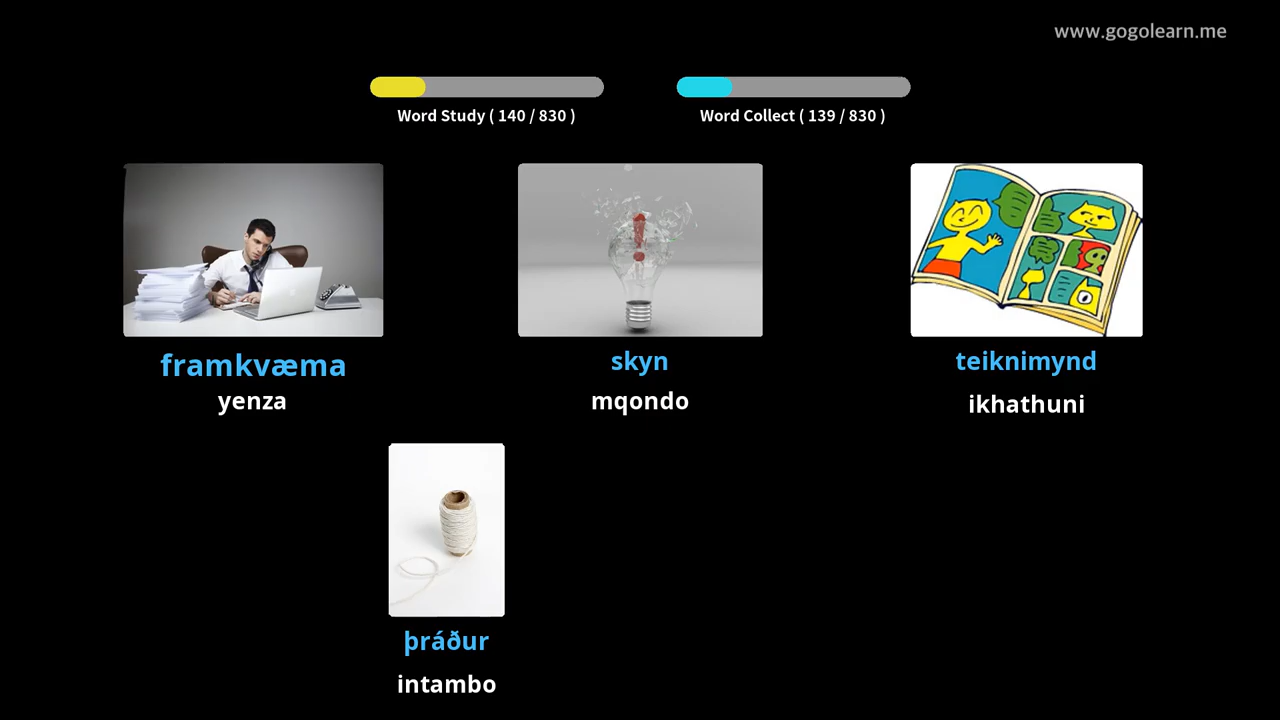 www.gogolearn.me
Word Study ( 140 / 830 )
Word Collect ( 139 / 830 )
framkvæma
yenza
skyn
mqondo
teiknimynd
ikhathuni
þráður
intambo